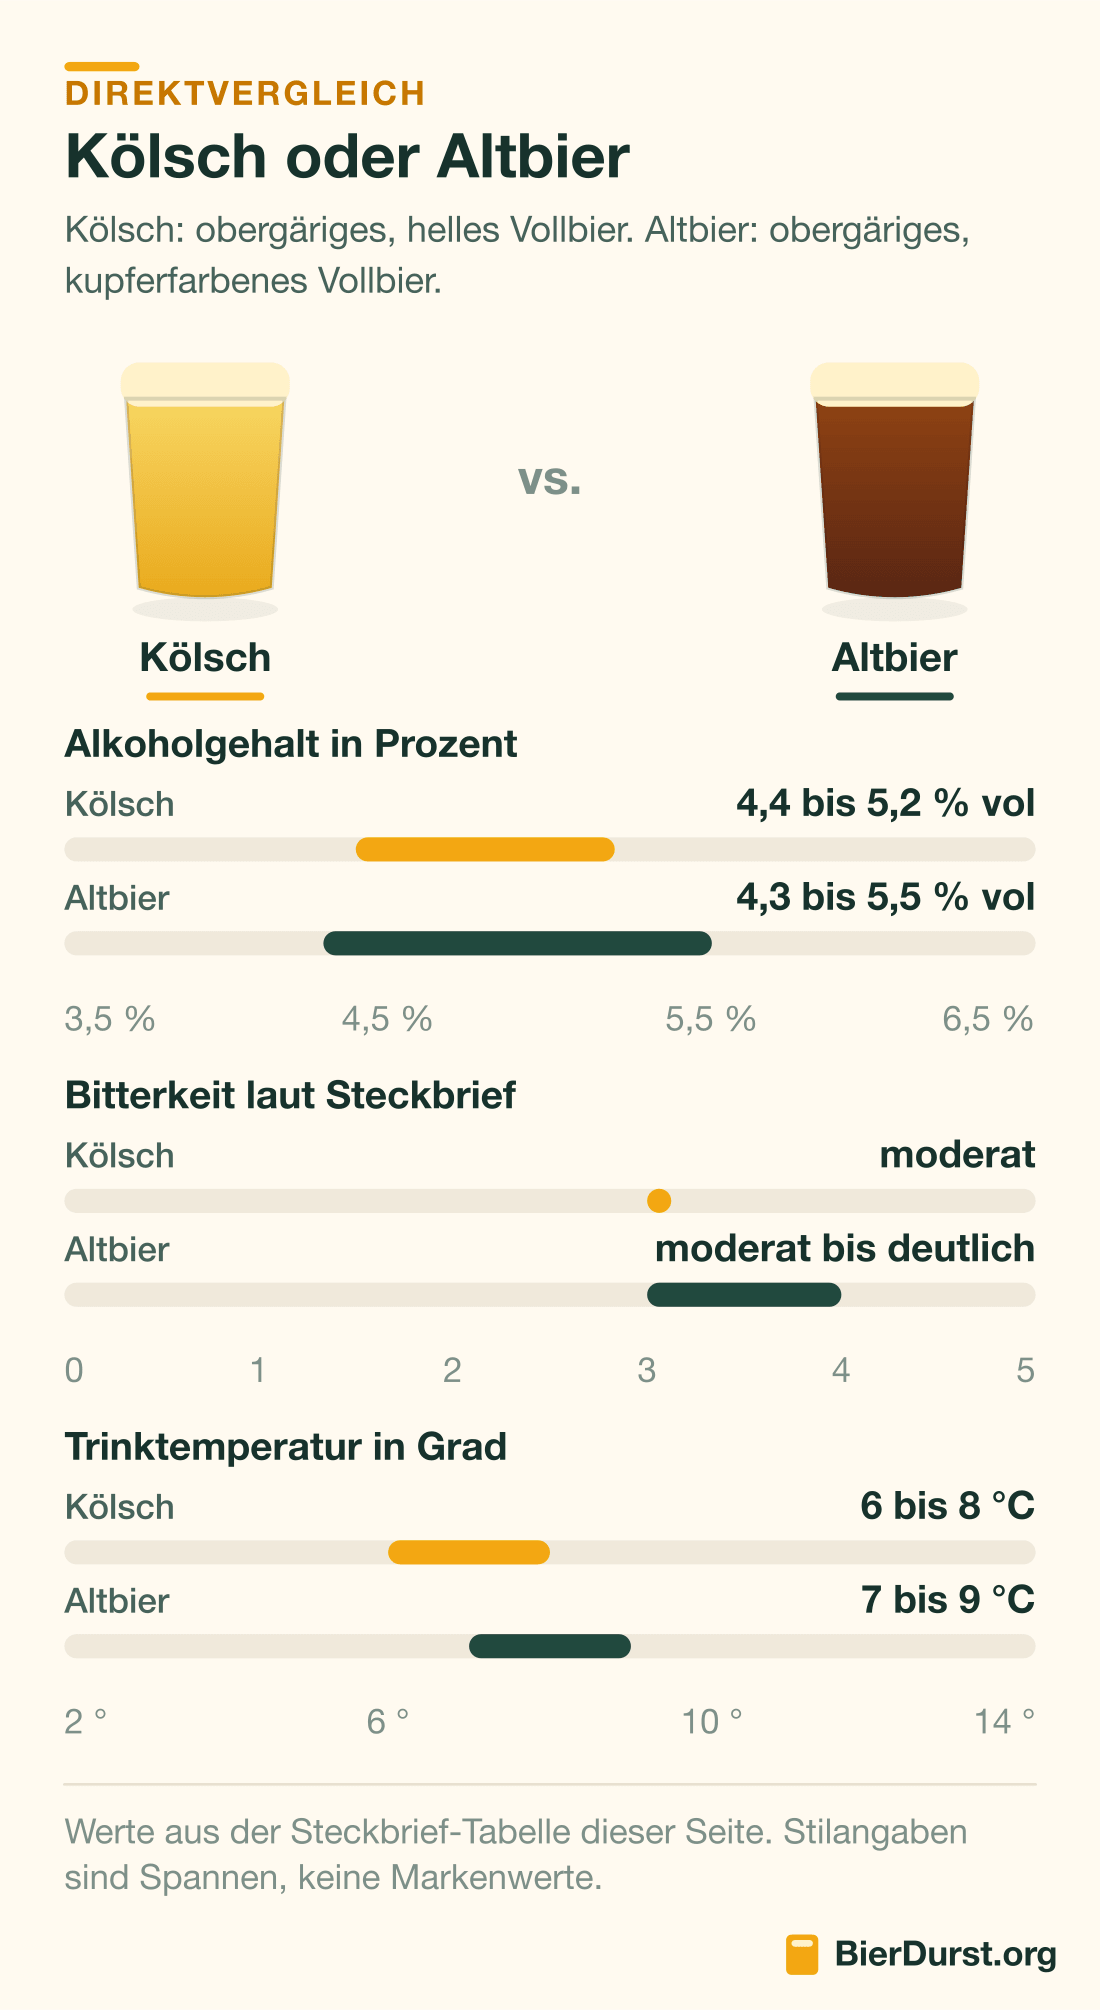 DIREKTVERGLEICH
Kölsch oder Altbier
Kölsch: obergäriges, helles Vollbier. Altbier: obergäriges,
kupferfarbenes Vollbier.
vs.
Kölsch
Altbier
Alkoholgehalt in Prozent
Kölsch 4,4 bis 5,2 % vol
Altbier 4,3 bis 5,5 % vol
3,5 % 4,5 % 5,5 % 6,5 %
Bitterkeit laut Steckbrief
Kölsch moderat
Altbier moderat bis deutlich
0 1 2 3 4 5
Trinktemperatur in Grad
Kölsch 6 bis 8 °C
Altbier 7 bis 9 °C
2 ° 6 ° 10 ° 14 °
Werte aus der Steckbrief-Tabelle dieser Seite. Stilangaben
sind Spannen, keine Markenwerte.
BierDurst.org